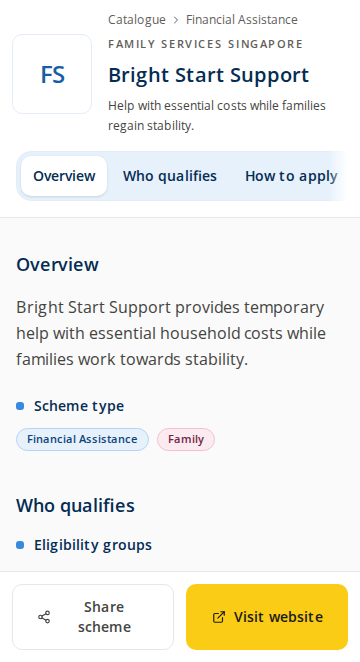 Catalogue > Financial Assistance
FS
FAMILY SERVICES SINGAPORE
Bright Start Support
Help with essential costs while families
regain stability.
Overview Who qualifies How to apply
Overview
Bright Start Support provides temporary
help with essential household costs while
families work towards stability.
Scheme type
Financial Assistance Family
Who qualifies
Eligibility groups
Share
scheme
Visit website